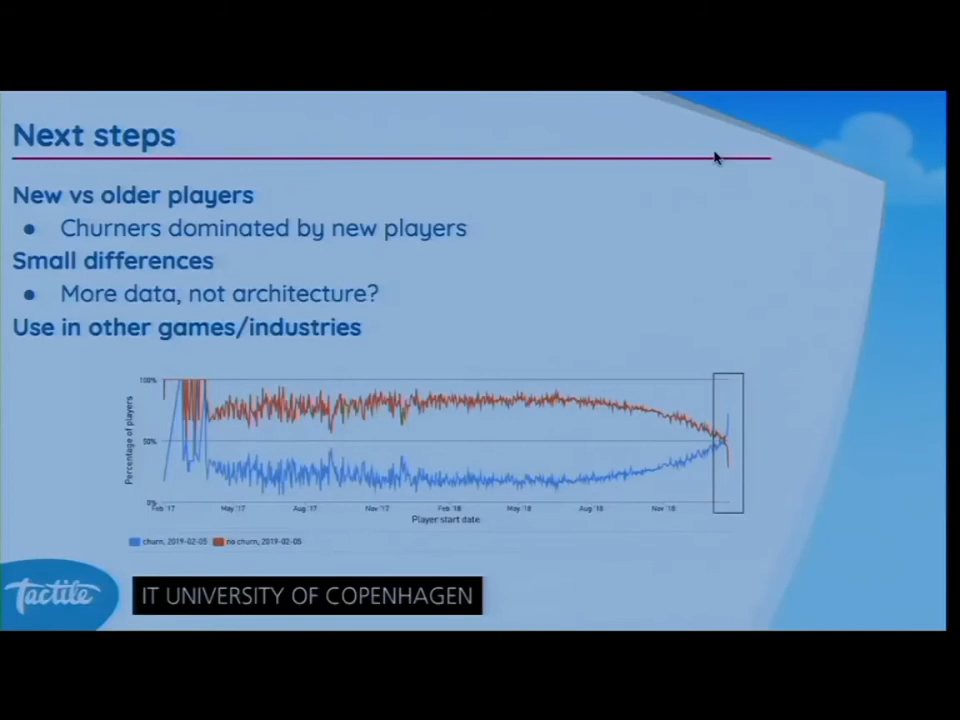 Next steps
New vs older players
● Churners dominated by new players
Small differences
● More data, not architecture?
Use in other games/industries
100%
50%
0%
Percentage of players
Feb '17 May '17 Aug '17 Nov '17 Feb '18 May '18 Aug '18 Nov '18
Player start date
churn, 2019-02-05 no churn, 2019-02-05
Tactile
IT UNIVERSITY OF COPENHAGEN